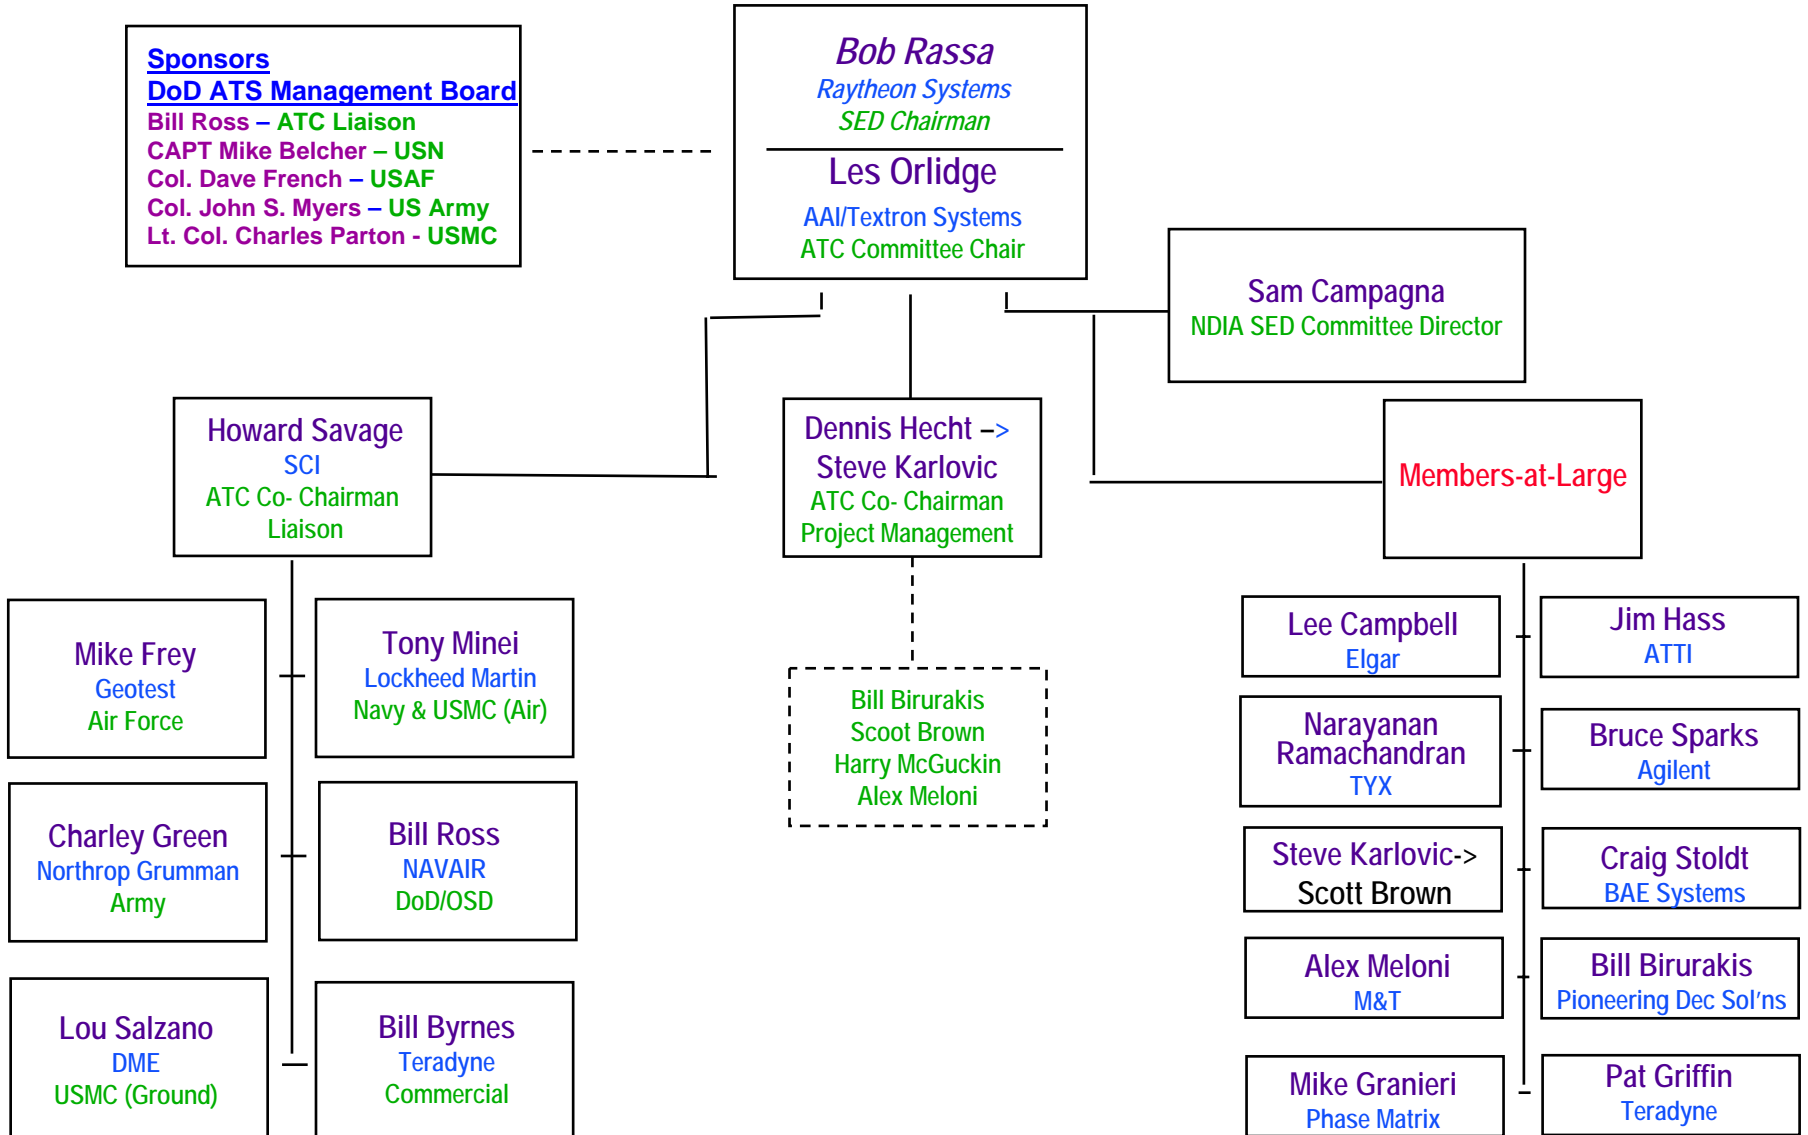 Sponsors
DoD ATS Management Board
Bill Ross – ATC Liaison
CAPT Mike Belcher – USN
Col. Dave French – USAF
Col. John S. Myers – US Army
Lt. Col. Charles Parton - USMC
Bob Rassa
Raytheon Systems
SED Chairman
Les Orlidge
AAI/Textron Systems
ATC Committee Chair
Sam Campagna
NDIA SED Committee Director
Howard Savage
SCI
ATC Co- Chairman
Liaison
Dennis Hecht –>
Steve Karlovic
ATC Co- Chairman
Project Management
Members-at-Large
Mike Frey
Geotest
Air Force
Tony Minei
Lockheed Martin
Navy & USMC (Air)
Charley Green
Northrop Grumman
Army
Bill Ross
NAVAIR
DoD/OSD
Lou Salzano
DME
USMC (Ground)
Bill Byrnes
Teradyne
Commercial
Bill Birurakis
Scoot Brown
Harry McGuckin
Alex Meloni
Lee Campbell
Elgar
Jim Hass
ATTI
Narayanan
Ramachandran
TYX
Bruce Sparks
Agilent
Steve Karlovic->
Scott Brown
Craig Stoldt
BAE Systems
Alex Meloni
M&T
Bill Birurakis
Pioneering Dec Sol'ns
Mike Granieri
Phase Matrix
Pat Griffin
Teradyne